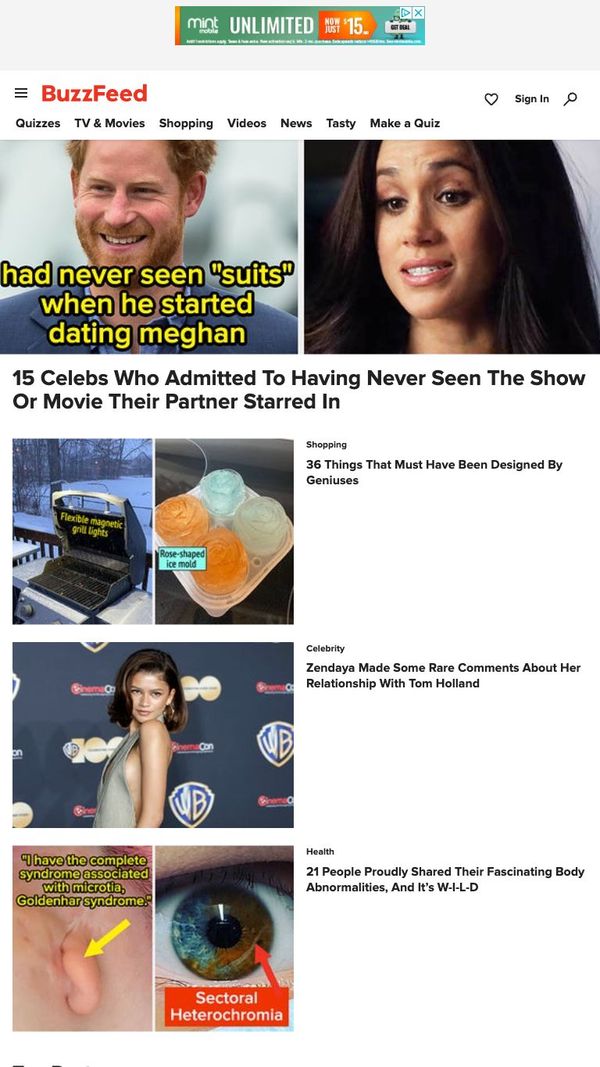 mint
mobile
UNLIMITED
NOW
JUST
$15
GET DEAL
BuzzFeed
Sign In
Quizzes TV & Movies Shopping Videos News Tasty Make a Quiz
had never seen "suits"
when he started
dating meghan
15 Celebs Who Admitted To Having Never Seen The Show
Or Movie Their Partner Starred In
Flexible magnetic
grill lights
Rose-shaped
ice mold
Shopping
36 Things That Must Have Been Designed By
Geniuses
CinemaCon
100
CinemaCon
WB
Celebrity
Zendaya Made Some Rare Comments About Her
Relationship With Tom Holland
"I have the complete
syndrome associated
with microtia,
Goldenhar syndrome."
Sectoral
Heterochromia
Health
21 People Proudly Shared Their Fascinating Body
Abnormalities, And It's W-I-L-D